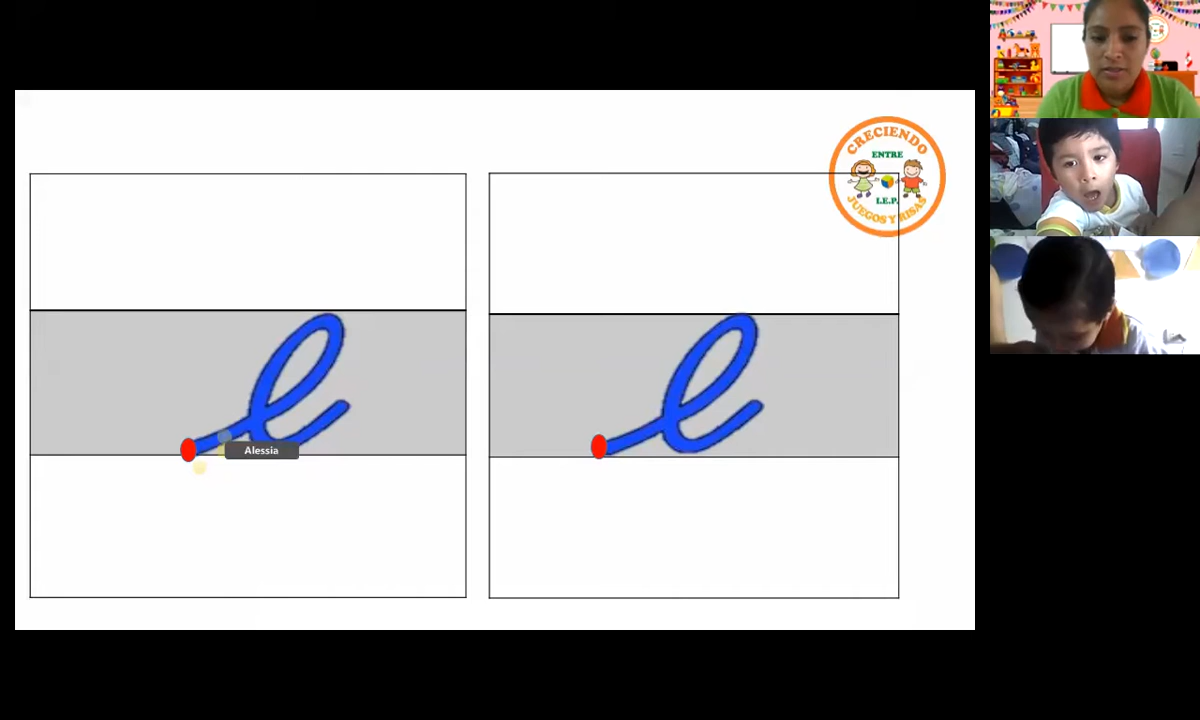 CRECIENDO
ENTRE
I.E.P.
JUEGOS Y RISAS
e e
Alessia